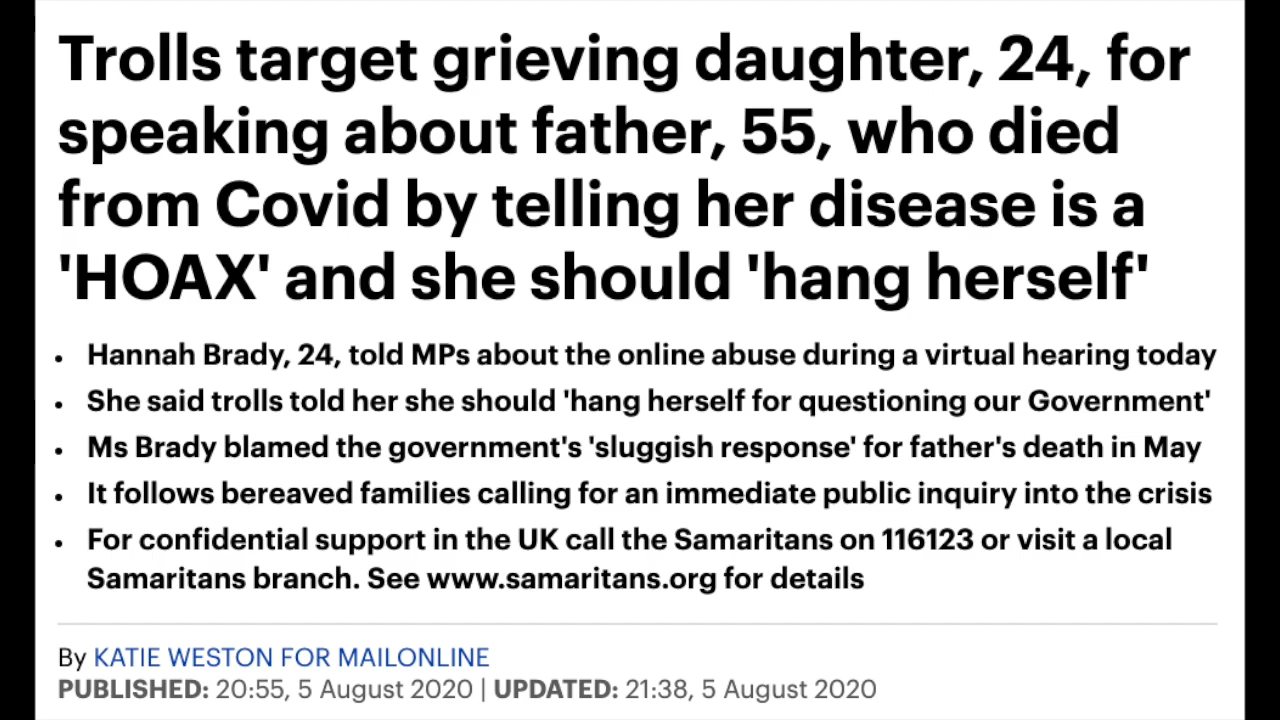 Trolls target grieving daughter, 24, for
speaking about father, 55, who died
from Covid by telling her disease is a
'HOAX' and she should 'hang herself'
• Hannah Brady, 24, told MPs about the online abuse during a virtual hearing today
• She said trolls told her she should 'hang herself for questioning our Government'
• Ms Brady blamed the government's 'sluggish response' for father's death in May
• It follows bereaved families calling for an immediate public inquiry into the crisis
• For confidential support in the UK call the Samaritans on 116123 or visit a local
Samaritans branch. See www.samaritans.org for details
By KATIE WESTON FOR MAILONLINE
PUBLISHED: 20:55, 5 August 2020 | UPDATED: 21:38, 5 August 2020